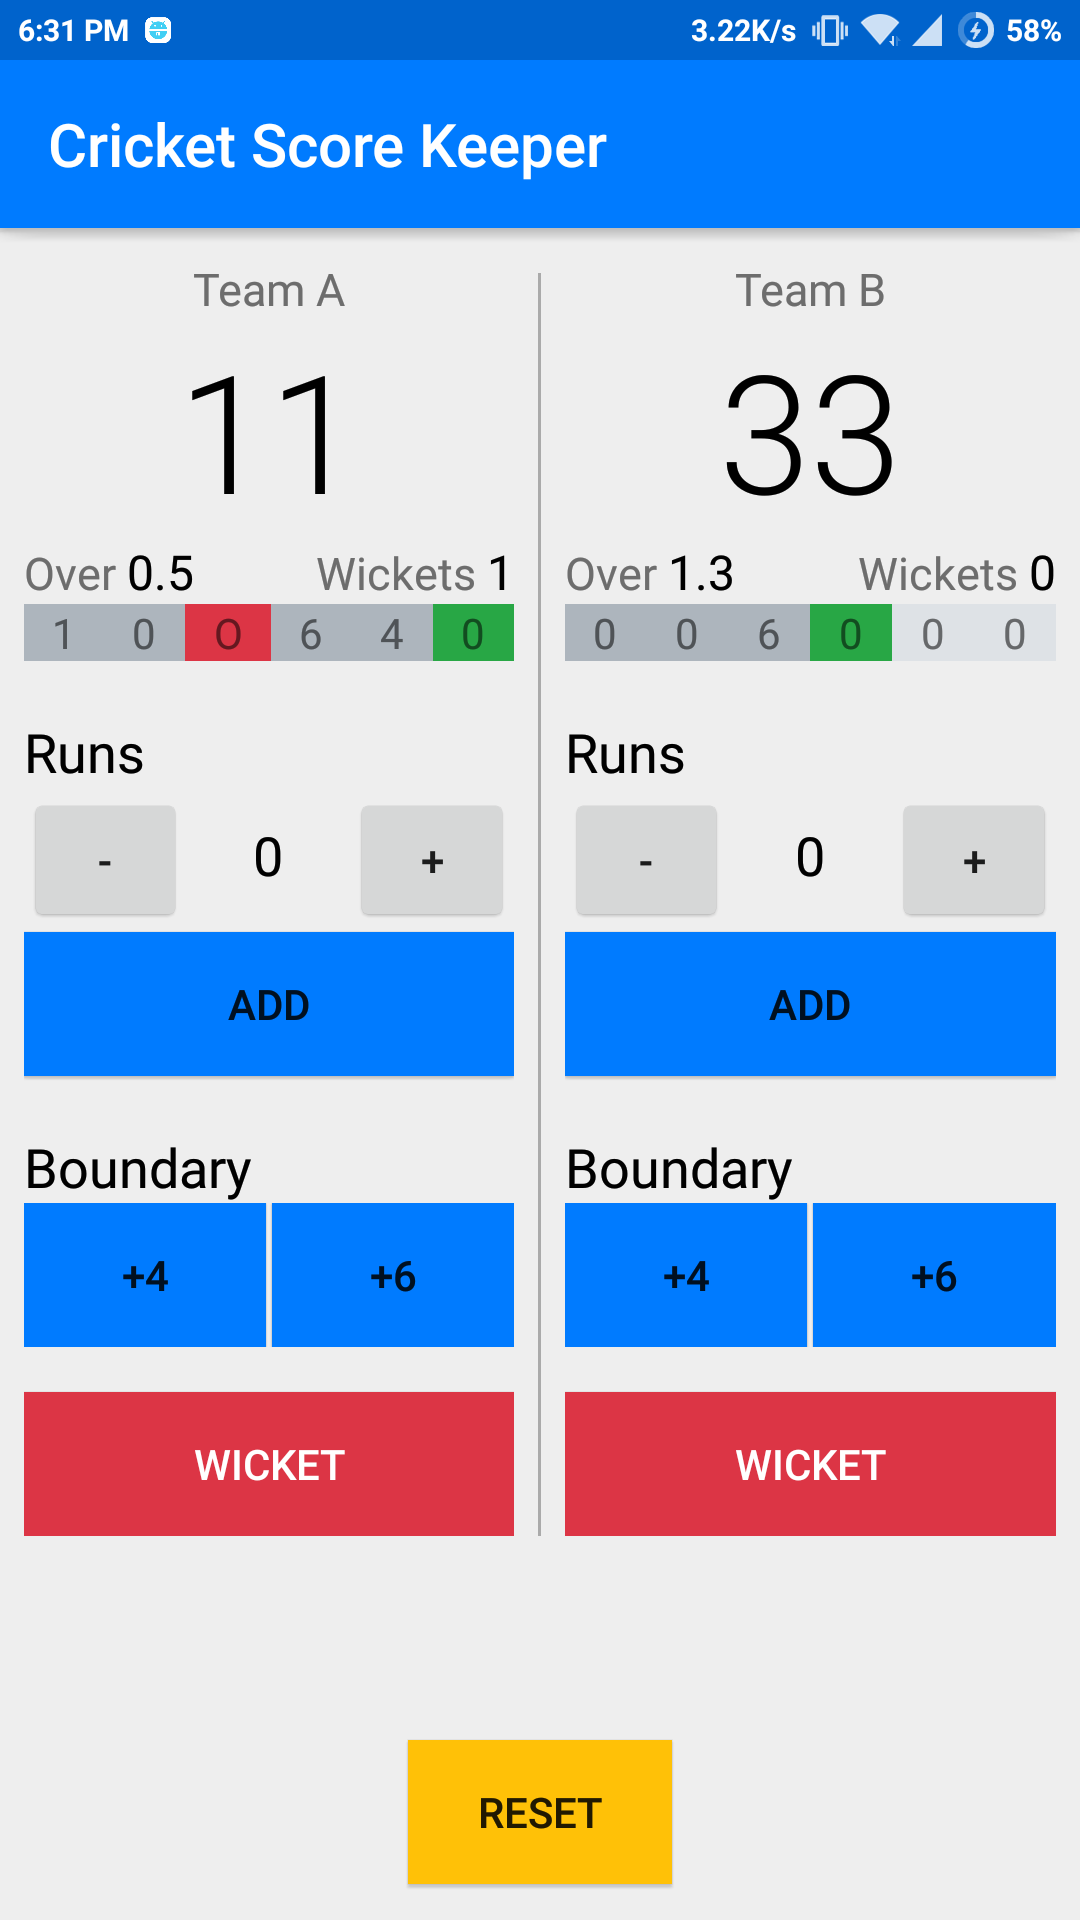 6:31 PM 3.22K/s 58%
Cricket Score Keeper
Team A
11
Over 0.5 Wickets 1
1 0 O 6 4 0
Runs
- 0 +
ADD
Boundary
+4 +6
WICKET
Team B
33
Over 1.3 Wickets 0
0 0 6 0 0 0
Runs
- 0 +
ADD
Boundary
+4 +6
WICKET
RESET